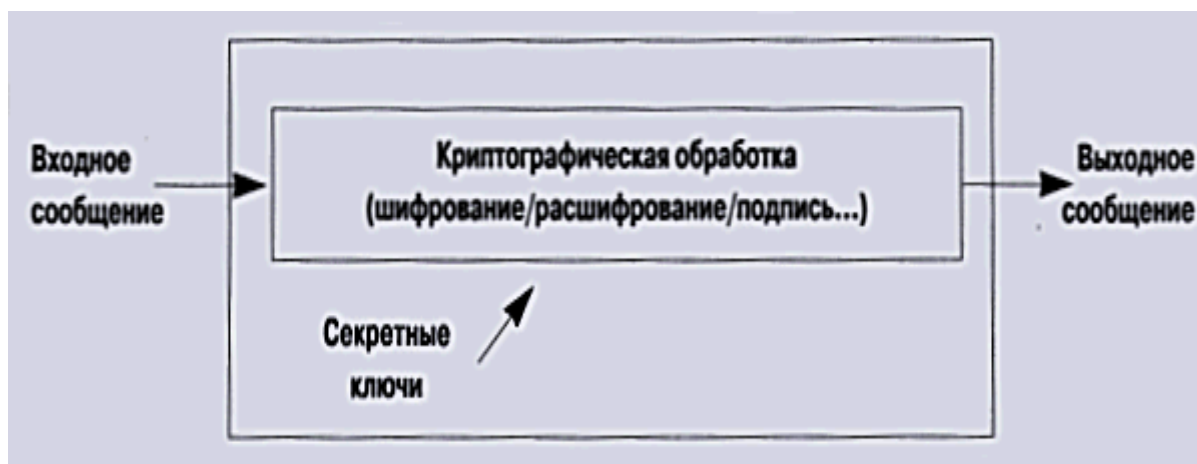 Входное
сообщение
Криптографическая обработка
(шифрование/расшифрование/подпись...)
Выходное
сообщение
Секретные
ключи